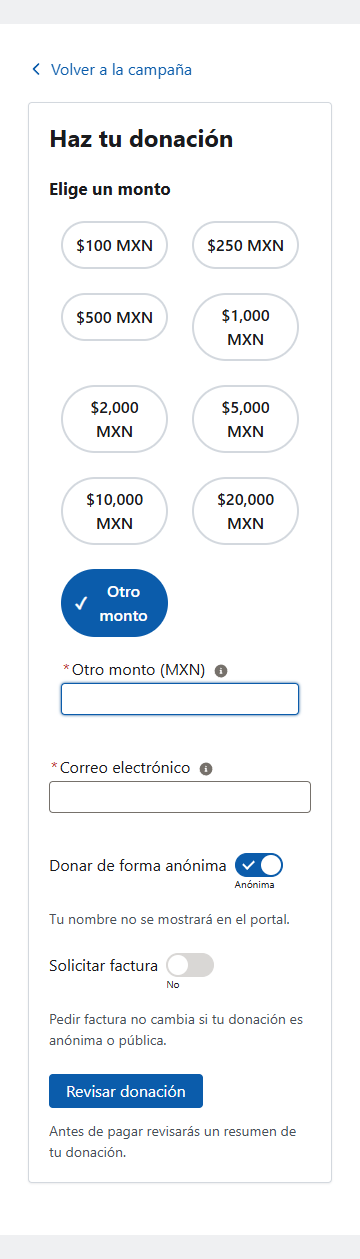 Volver a la campaña
Haz tu donación
Elige un monto
$100 MXN
$250 MXN
$500 MXN
$1,000
MXN
$2,000
MXN
$5,000
MXN
$10,000
MXN
$20,000
MXN
Otro
monto
*Otro monto (MXN)
*Correo electrónico
Donar de forma anónima
Anónima
Tu nombre no se mostrará en el portal.
Solicitar factura
No
Pedir factura no cambia si tu donación es
anónima o pública.
Revisar donación
Antes de pagar revisarás un resumen de
tu donación.